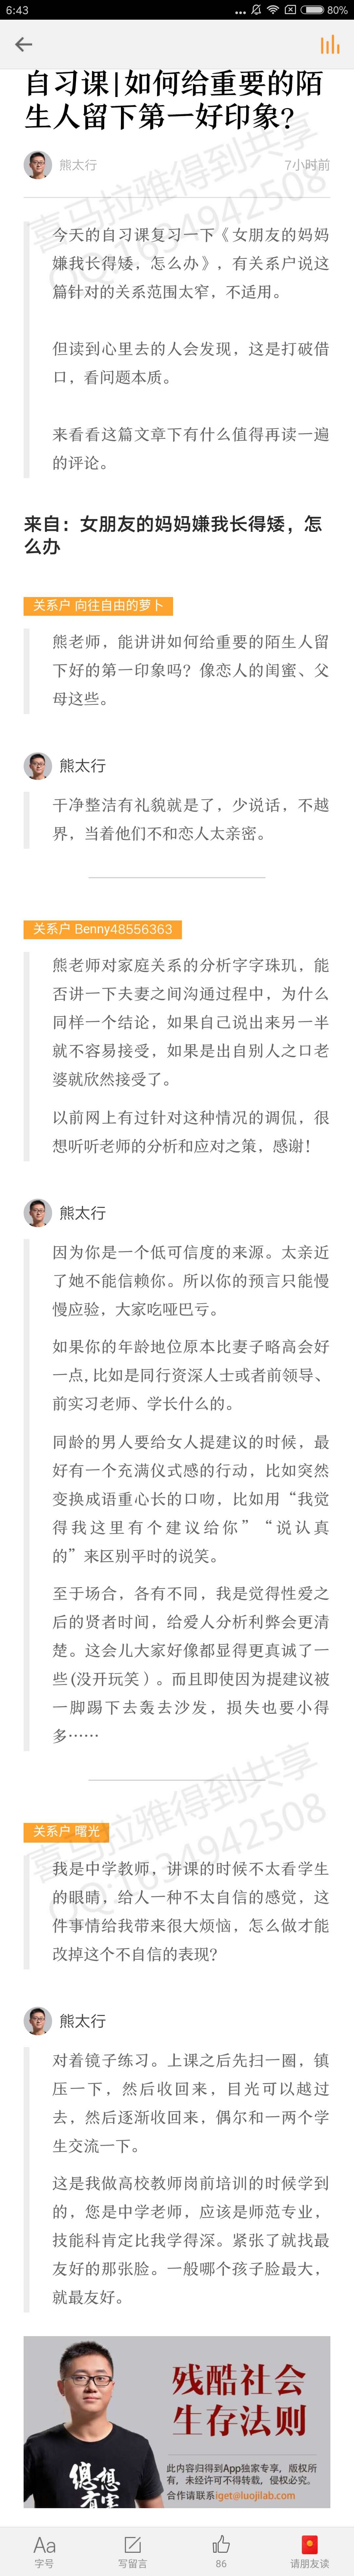 6:43
80%
自习课|如何给重要的陌
生人留下第一好印象?
熊太行
7小时前
喜马拉雅得到共享
QQ:1634942508
今天的自习课复习一下《女朋友的妈妈
嫌我长得矮，怎么办》，有关系户说这
篇针对的关系范围太窄，不适用。
但读到心里去的人会发现，这是打破借
口，看问题本质。
来看看这篇文章下有什么值得再读一遍
的评论。
来自：女朋友的妈妈嫌我长得矮，怎
么办
关系户 向往自由的萝卜
熊老师，能讲讲如何给重要的陌生人留
下好的第一印象吗？像恋人的闺蜜、父
母这些。
熊太行
干净整洁有礼貌就是了，少说话，不越
界，当着他们不和恋人太亲密。
关系户 Benny48556363
熊老师对家庭关系的分析字字珠玑，能
否讲一下夫妻之间沟通过程中，为什么
同样一个结论，如果自己说出来另一半
就不容易接受，如果是出自别人之口老
婆就欣然接受了。
以前网上有过针对这种情况的调侃，很
想听听老师的分析和应对之策，感谢！
熊太行
因为你是一个低可信度的来源。太亲近
了她不能信赖你。所以你的预言只能慢
慢应验，大家吃哑巴亏。
如果你的年龄地位原本比妻子略高会好
一点,比如是同行资深人士或者前领导、
前实习老师、学长什么的。
同龄的男人要给女人提建议的时候，最
好有一个充满仪式感的行动，比如突然
变换成语重心长的口吻，比如用“我觉
得我这里有个建议给你”“说认真
的”来区别平时的说笑。
至于场合，各有不同，我是觉得性爱之
后的贤者时间，给爱人分析利弊会更清
楚。这会儿大家好像都显得更真诚了一
些(没开玩笑）。而且即使因为提建议被
一脚踢下去轰去沙发，损失也要小得
多……
喜马拉雅得到共享
QQ:1634942508
关系户 曙光
我是中学教师，讲课的时候不太看学生
的眼睛，给人一种不太自信的感觉，这
件事情给我带来很大烦恼，怎么做才能
改掉这个不自信的表现？
熊太行
对着镜子练习。上课之后先扫一圈，镇
压一下，然后收回来，目光可以越过
去，然后逐渐收回来，偶尔和一两个学
生交流一下。
这是我做高校教师岗前培训的时候学到
的，您是中学老师，应该是师范专业，
技能科肯定比我学得深。紧张了就找最
友好的那张脸。一般哪个孩子脸最大，
就最友好。
残酷社会
生存法则
此内容归得到App独家专享，版权所
有，未经许可不得转载，侵权必究。
合作请联系iget@luojilab.com
Aa
字号
写留言
86
请朋友读